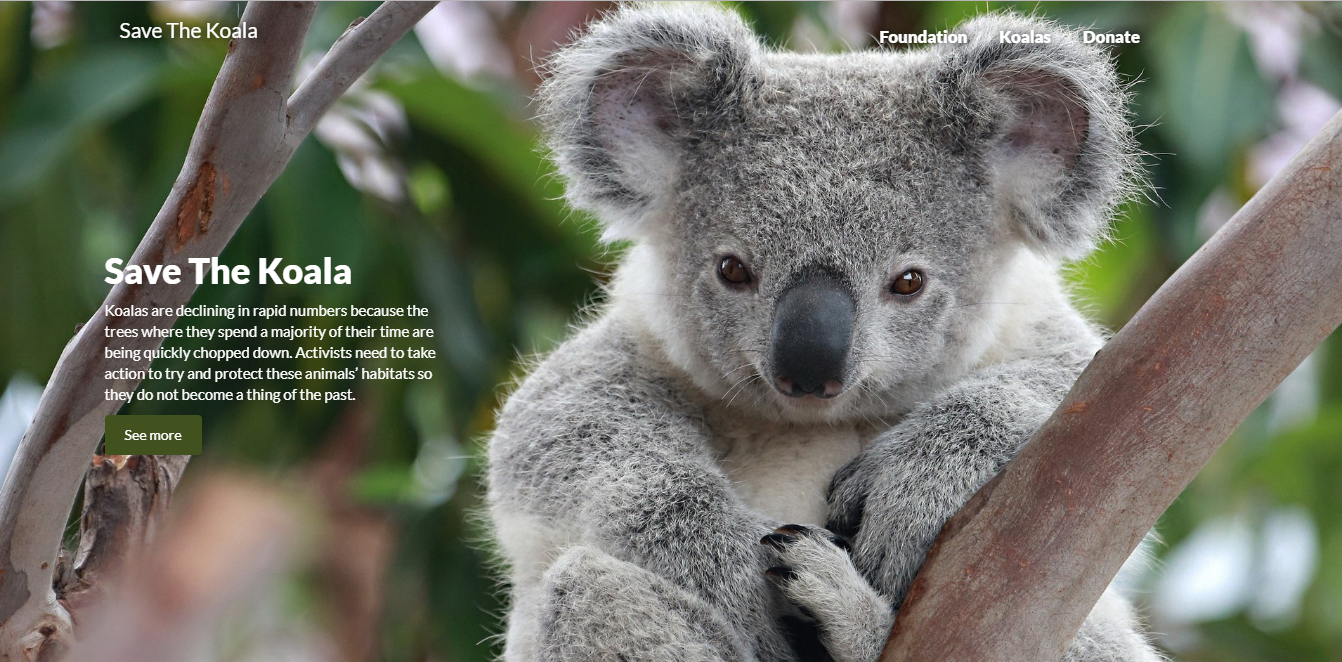 Save The Koala
Foundation / Koalas / Donate
Save The Koala
Koalas are declining in rapid numbers because the
trees where they spend a majority of their time are
being quickly chopped down. Activists need to take
action to try and protect these animals' habitats so
they do not become a thing of the past.
See more